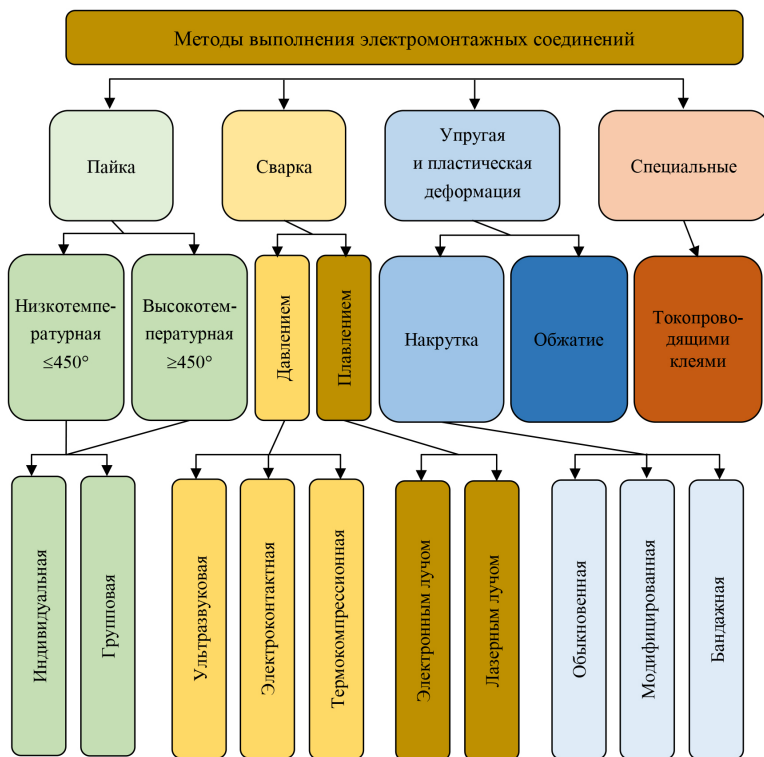 Методы выполнения электромонтажных соединений
Пайка
Сварка
Упругая
и пластическая
деформация
Специальные
Низкотемпе-
ратурная
≤450°
Высокотем-
пературная
≥450°
Давлением
Плавлением
Накрутка
Обжатие
Токопрово-
дящими
клеями
Индивидуальная
Групповая
Ультразвуковая
Электроконтактная
Термокомпрессионная
Электронным лучом
Лазерным лучом
Обыкновенная
Модифицированная
Бандажная